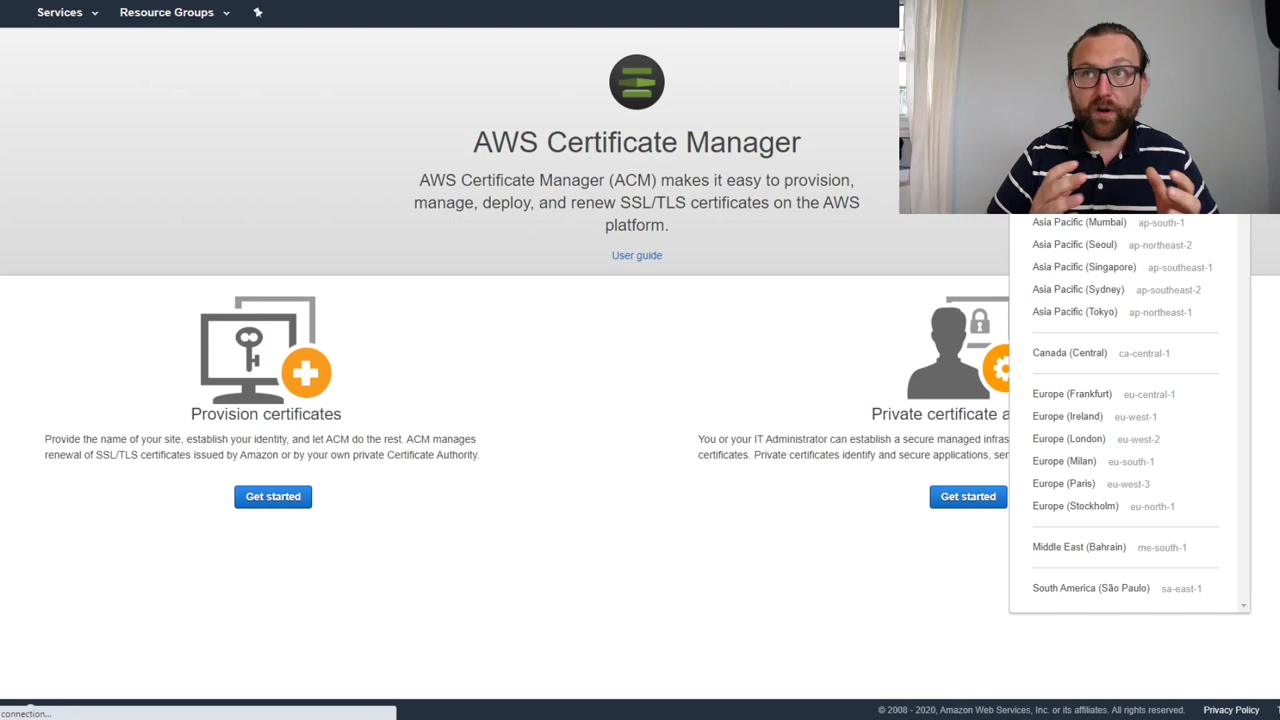 Services
Resource Groups
AWS Certificate Manager
AWS Certificate Manager (ACM) makes it easy to provision,
manage, deploy, and renew SSL/TLS certificates on the AWS
platform.
User guide
Provision certificates
Provide the name of your site, establish your identity, and let ACM do the rest. ACM manages
renewal of SSL/TLS certificates issued by Amazon or by your own private Certificate Authority.
Get started
Private certificate a
You or your IT Administrator can establish a secure managed infras
certificates. Private certificates identify and secure applications, ser
Get started
Asia Pacific (Mumbai) ap-south-1
Asia Pacific (Seoul) ap-northeast-2
Asia Pacific (Singapore) ap-southeast-1
Asia Pacific (Sydney) ap-southeast-2
Asia Pacific (Tokyo) ap-northeast-1
Canada (Central) ca-central-1
Europe (Frankfurt) eu-central-1
Europe (Ireland) eu-west-1
Europe (London) eu-west-2
Europe (Milan) eu-south-1
Europe (Paris) eu-west-3
Europe (Stockholm) eu-north-1
Middle East (Bahrain) me-south-1
South America (São Paulo) sa-east-1
connection...
© 2008 - 2020, Amazon Web Services, Inc. or its affiliates. All rights reserved.
Privacy Policy